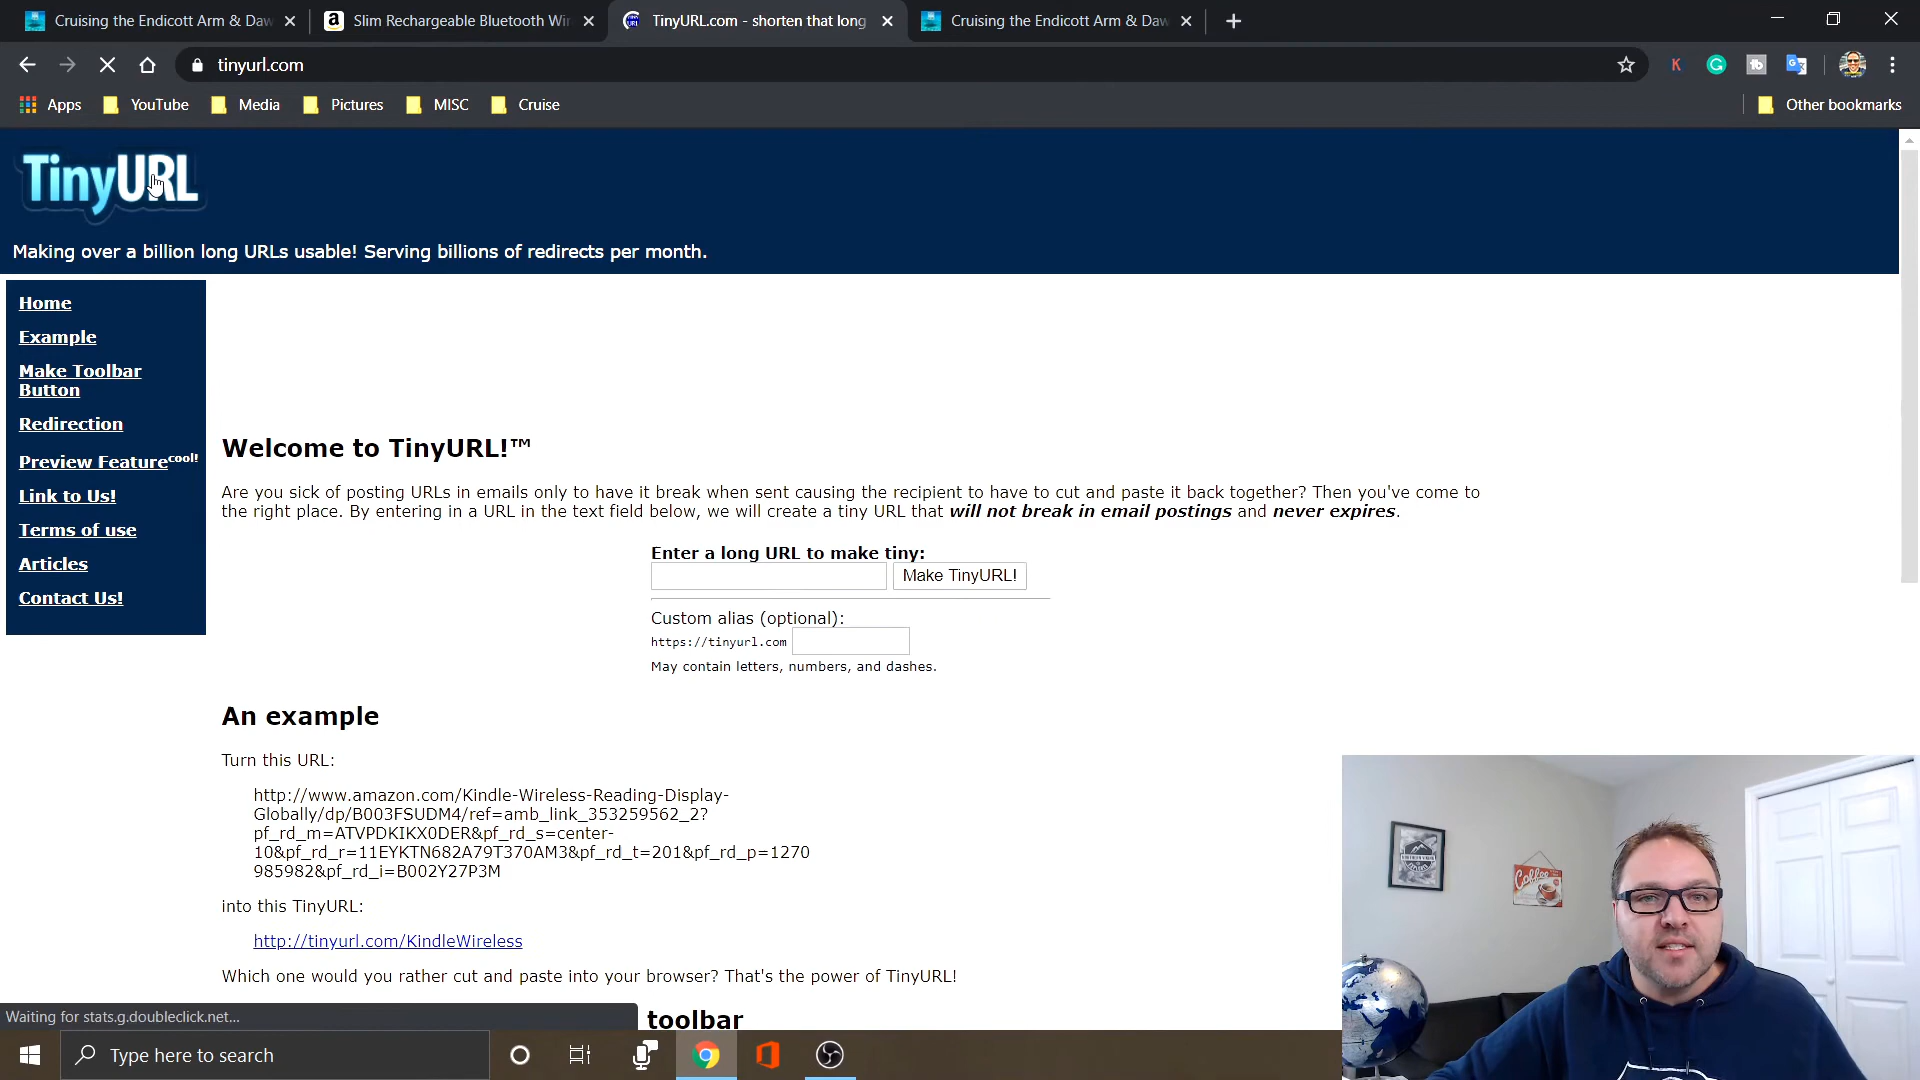 Cruising the Endicott Arm & Daw
Slim Rechargeable Bluetooth Wir
TinyURL.com - shorten that long
Cruising the Endicott Arm & Daw
tinyurl.com
Apps
YouTube
Media
Pictures
MISC
Cruise
Other bookmarks
TinyURL
Making over a billion long URLs usable! Serving billions of redirects per month.
Home
Example
Make Toolbar
Button
Redirection
Preview Feature cool!
Link to Us!
Terms of use
Articles
Contact Us!
Welcome to TinyURL!™
Are you sick of posting URLs in emails only to have it break when sent causing the recipient to have to cut and paste it back together? Then you've come to
the right place. By entering in a URL in the text field below, we will create a tiny URL that will not break in email postings and never expires.
Enter a long URL to make tiny:
Make TinyURL!
Custom alias (optional):
https://tinyurl.com
May contain letters, numbers, and dashes.
An example
Turn this URL:
http://www.amazon.com/Kindle-Wireless-Reading-Display-
Globally/dp/B003FSUDM4/ref=amb_link_353259562_2?
pf_rd_m=ATVPDKIKX0DER&pf_rd_s=center-
10&pf_rd_r=11EYKTN682A79T370AM3&pf_rd_t=201&pf_rd_p=1270
985982&pf_rd_i=B002Y27P3M
into this TinyURL:
http://tinyurl.com/KindleWireless
Which one would you rather cut and paste into your browser? That's the power of TinyURL!
Coffee
Waiting for stats.g.doubleclick.net...
toolbar
Type here to search